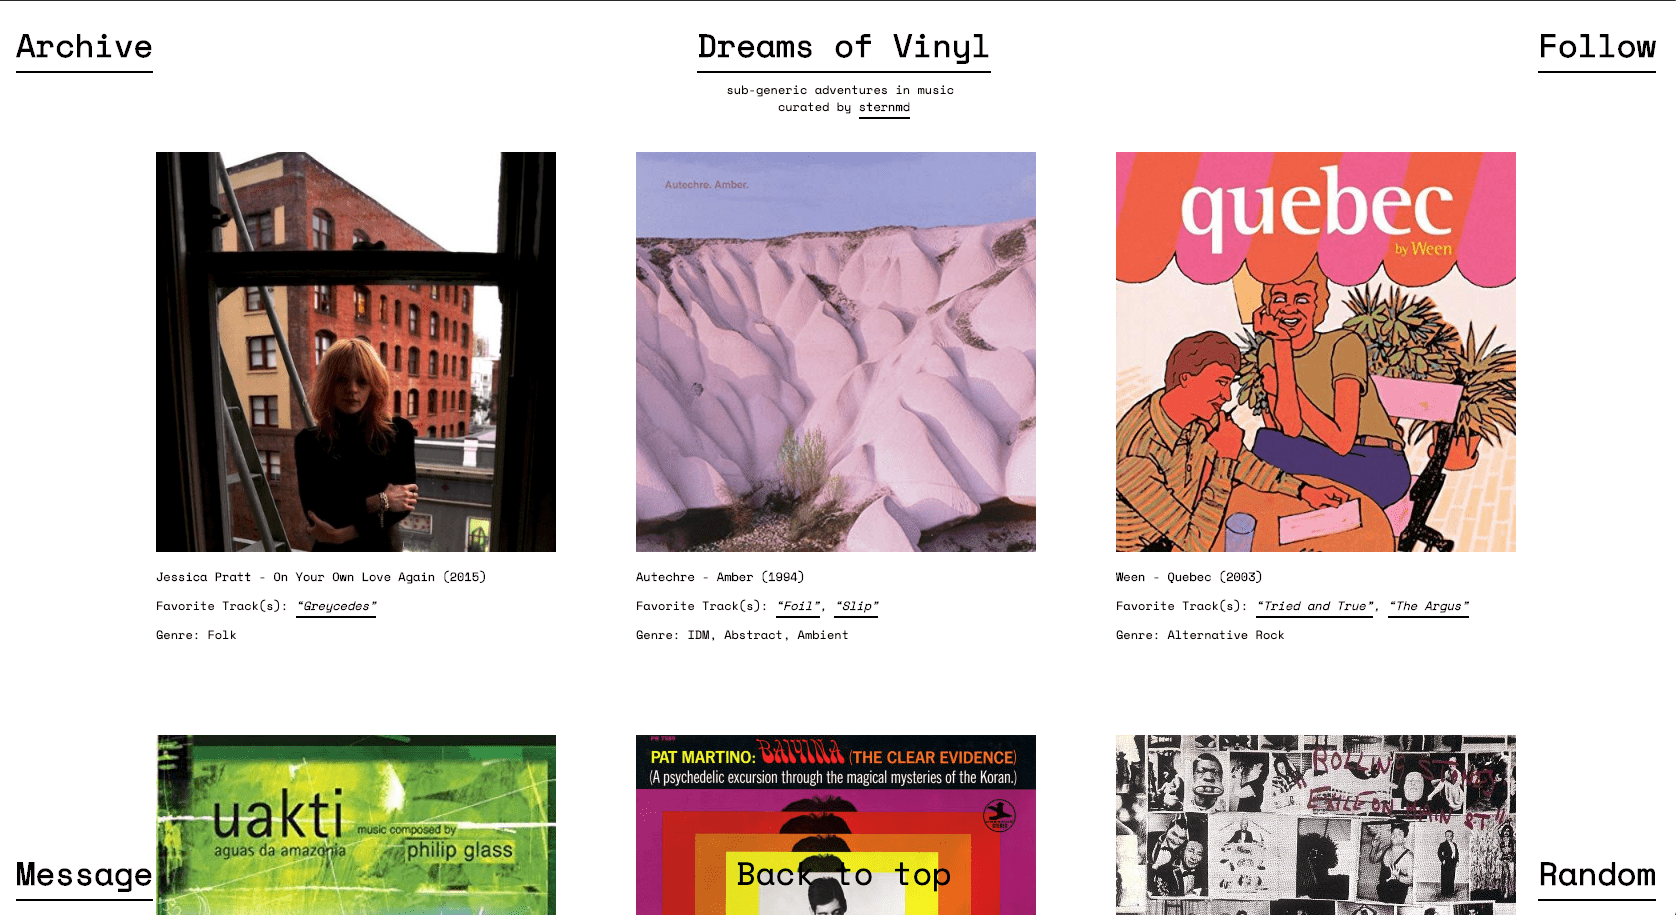 Archive
Dreams of Vinyl
Follow
sub-generic adventures in music
curated by sternmd
Autechre. Amber.
quebec
by Ween
Jessica Pratt - On Your Own Love Again (2015)
Favorite Track(s): “Greycedes”
Genre: Folk
Autechre - Amber (1994)
Favorite Track(s): “Foil”, “Slip”
Genre: IDM, Abstract, Ambient
Ween - Quebec (2003)
Favorite Track(s): “Tried and True”, “The Argus”
Genre: Alternative Rock
uakti
music composed by
aguas da amazonia
philip glass
PAT MARTINO: BAIYINA (THE CLEAR EVIDENCE)
(A psychedelic excursion through the magical mysteries of the Koran.)
ROLLING STONES
EXILE ON MAIN ST
Message
Back to top
Random